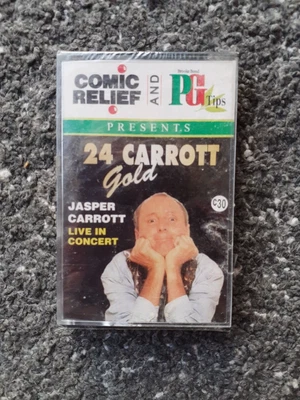 COMIC
RELIEF
AND
PG
Tips
PRESENTS
24 CARROTT
Gold
JASPER
CARROTT
LIVE IN
CONCERT
C30